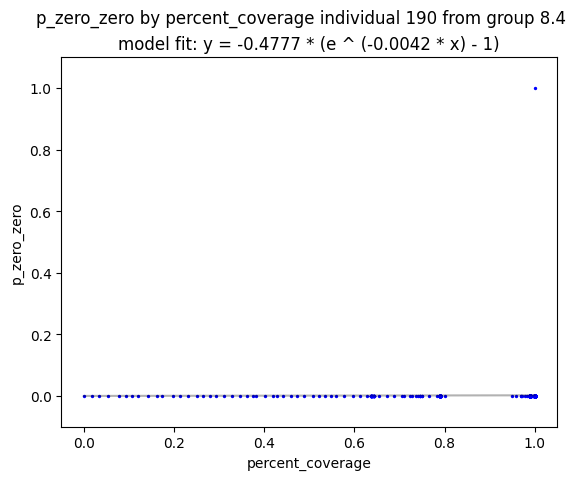 p_zero_zero by percent_coverage individual 190 from group 8.4
model fit: y = -0.4777 * (e ^ (-0.0042 * x) - 1)
1.0
0.8
0.6
0.4
0.2
0.0
p_zero_zero
0.0 0.2 0.4 0.6 0.8 1.0
percent_coverage